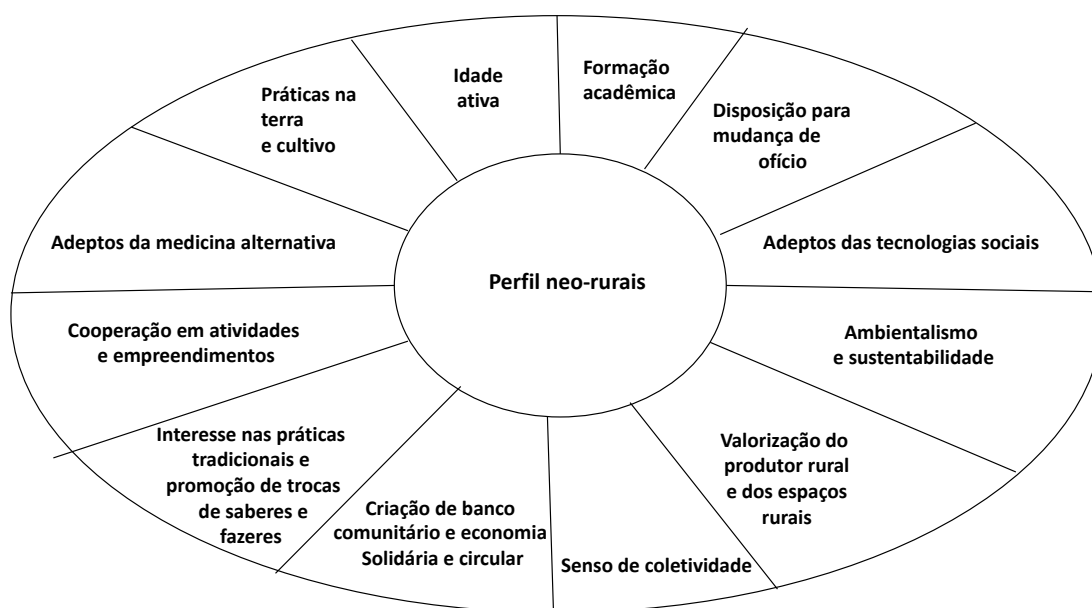 Idade
ativa
Formação
acadêmica
Disposição para
mudança de
ofício
Adeptos das tecnologias sociais
Ambientalismo
e sustentabilidade
Valorização do
produtor rural
e dos espaços
rurais
Senso de coletividade
Criação de banco
comunitário e economia
Solidária e circular
Interesse nas práticas
tradicionais e
promoção de trocas
de saberes e
fazeres
Cooperação em atividades
e empreendimentos
Adeptos da medicina alternativa
Práticas na
terra
e cultivo
Perfil neo-rurais